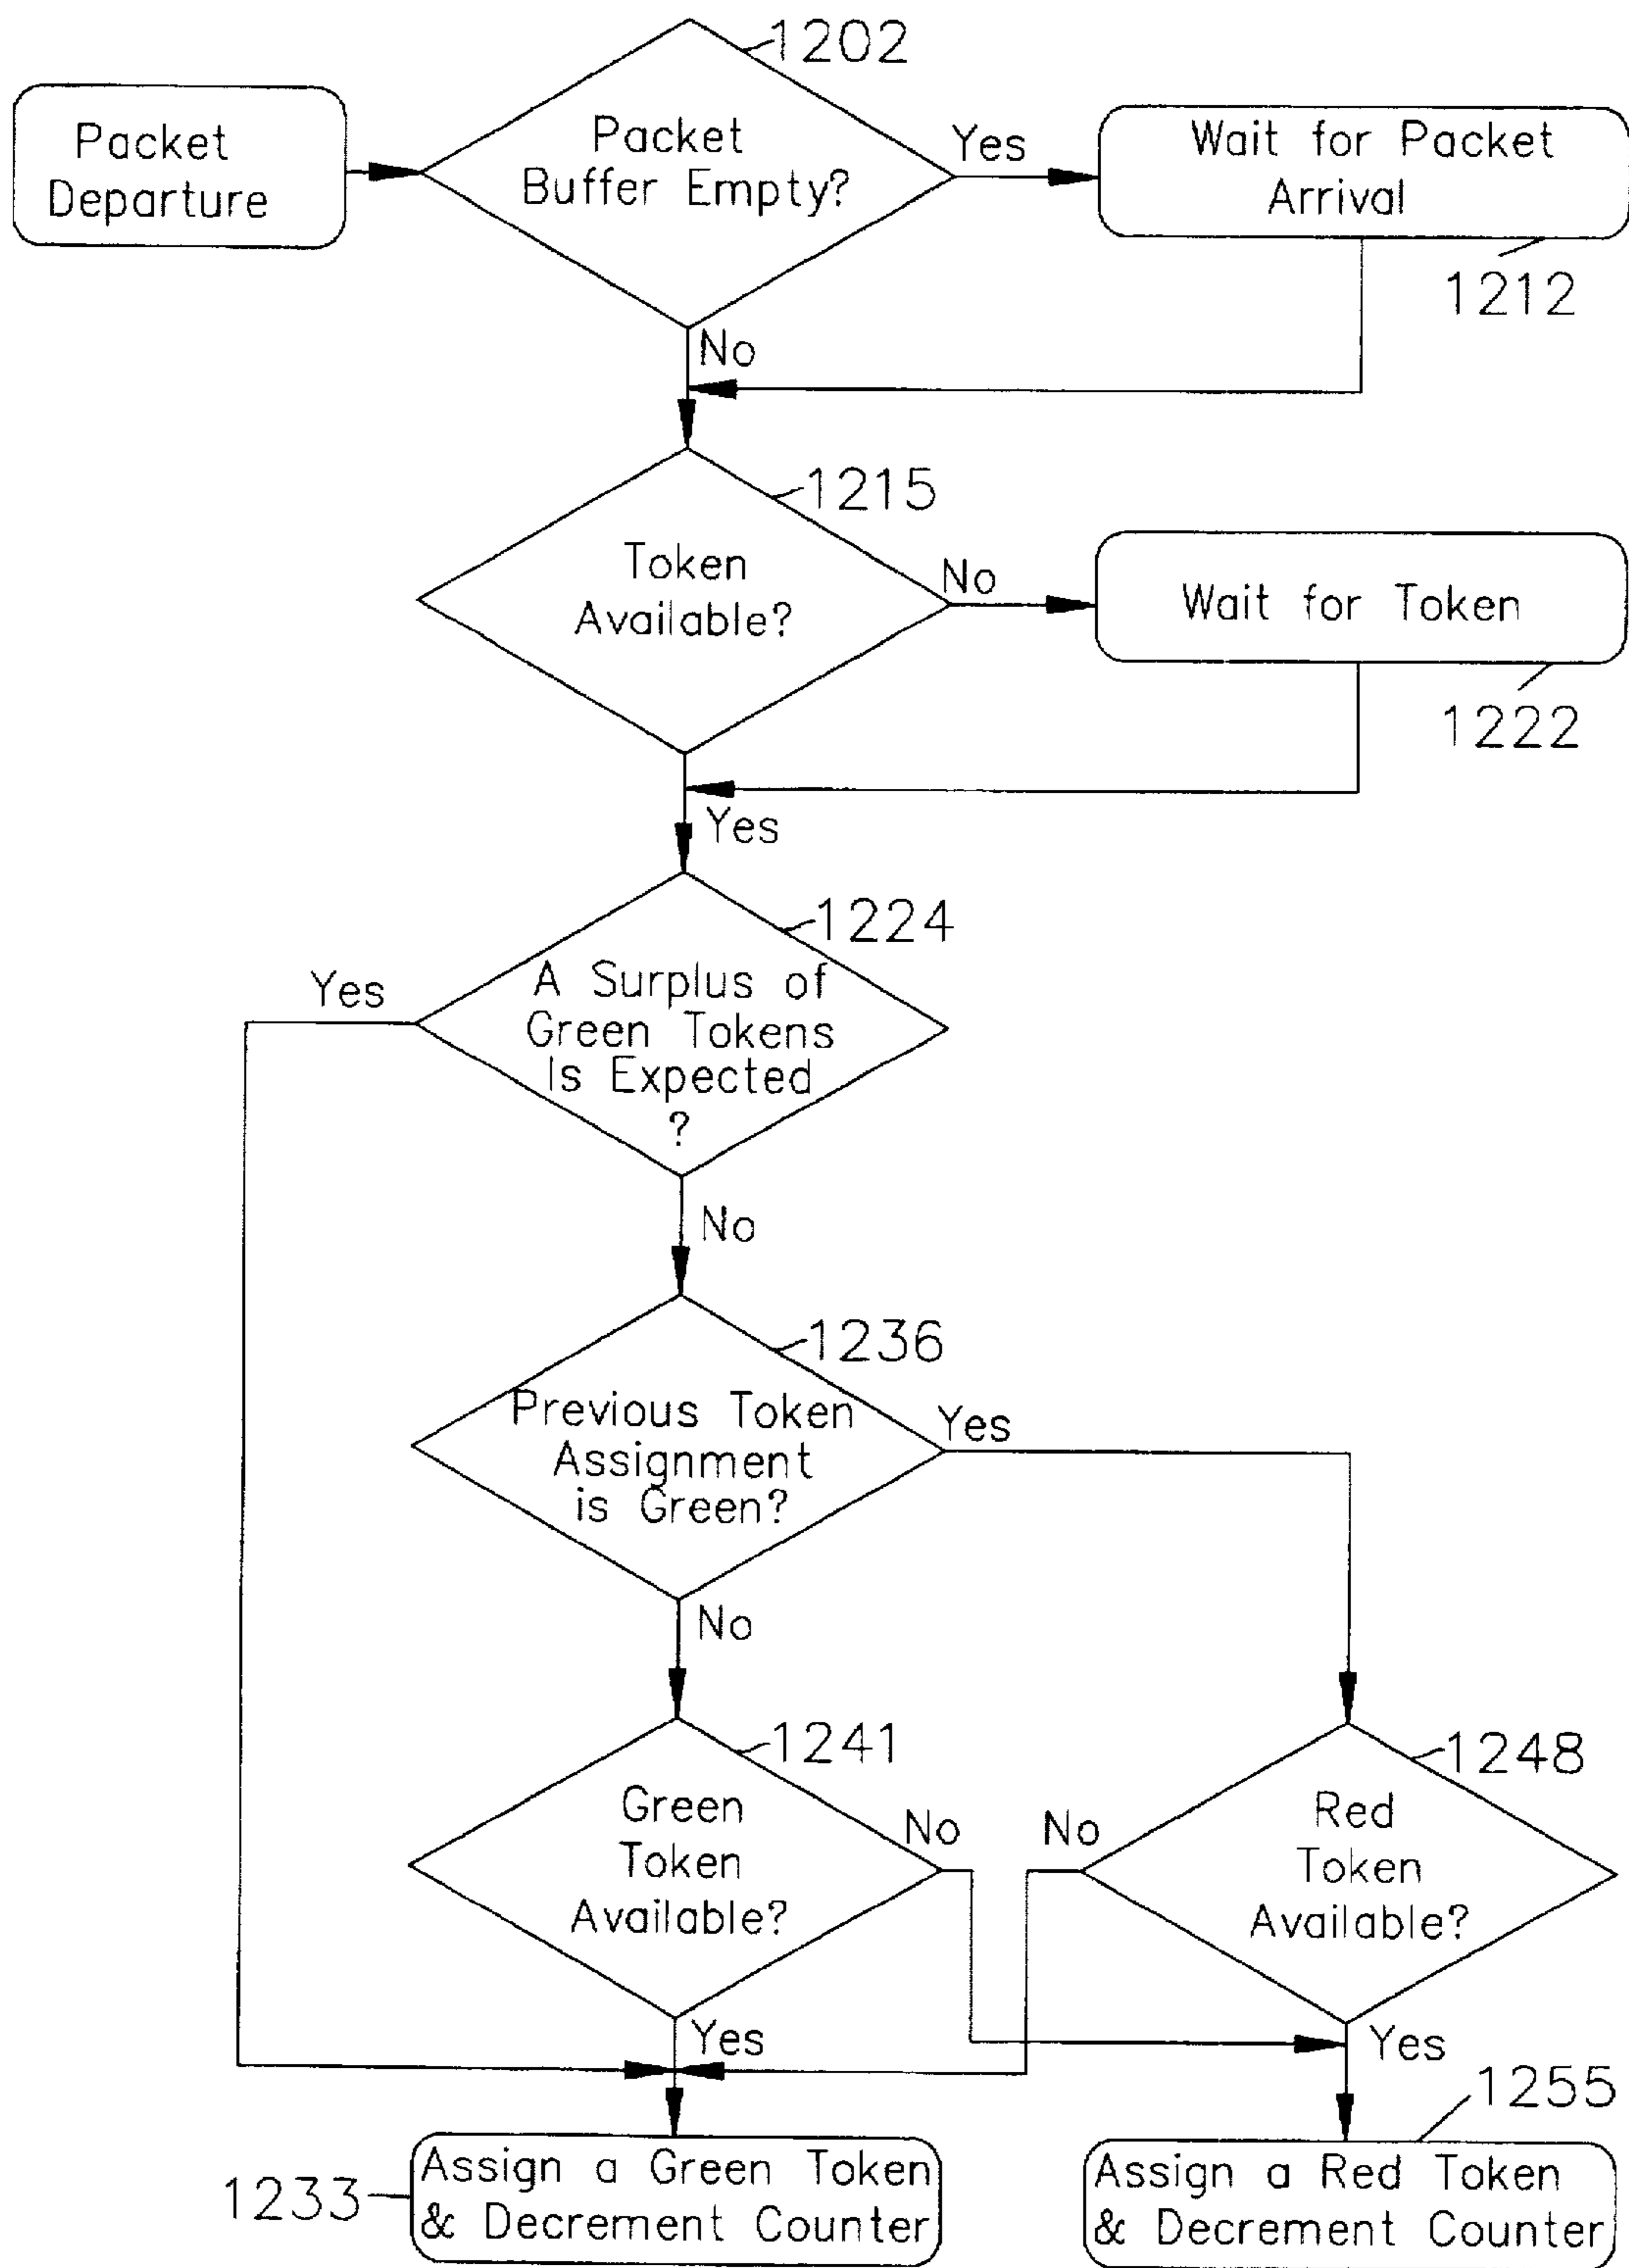 1202
Packet
Departure
Packet
Buffer Empty?
Yes
Wait for Packet
Arrival
1212
No
1215
Token
Available?
No
Wait for Token
1222
Yes
1224
Yes
A Surplus of
Green Tokens
Is Expected
?
No
1236
Previous Token
Assignment
is Green?
Yes
No
1241
Green
Token
Available?
No
No
1248
Red
Token
Available?
Yes
Yes
1255
1233
Assign a Green Token
& Decrement Counter
Assign a Red Token
& Decrement Counter